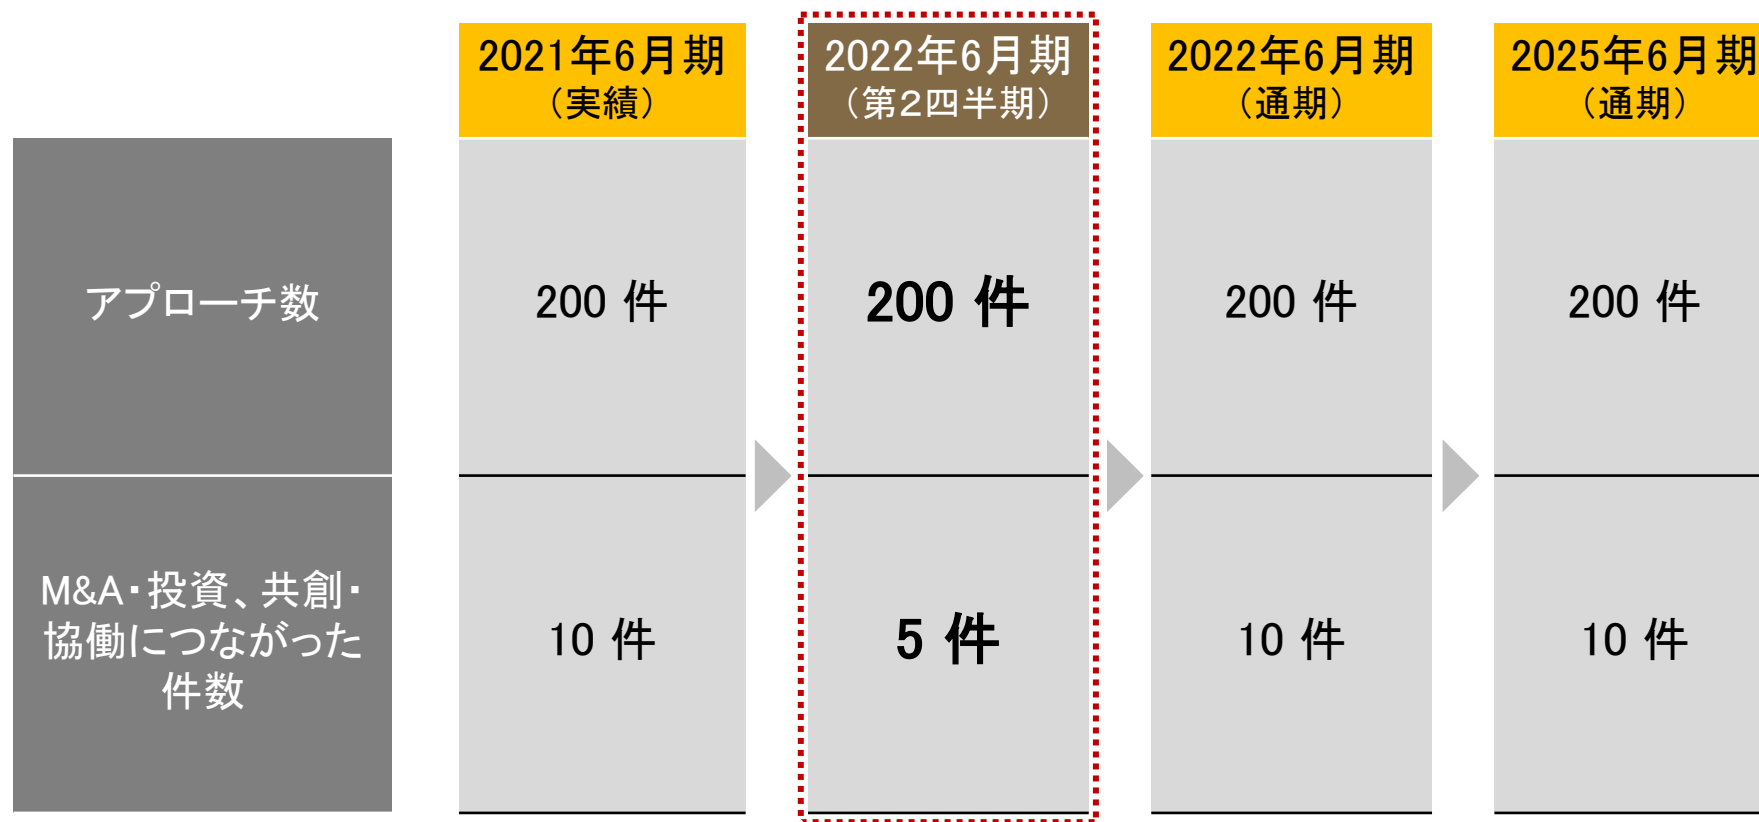 2021年6月期
（実績）
2022年6月期
（第２四半期）
2022年6月期
（通期）
2025年6月期
（通期）
アプローチ数
200 件
200 件
200 件
200 件
M&A・投資、共創・
協働につながった
件数
10 件
5 件
10 件
10 件